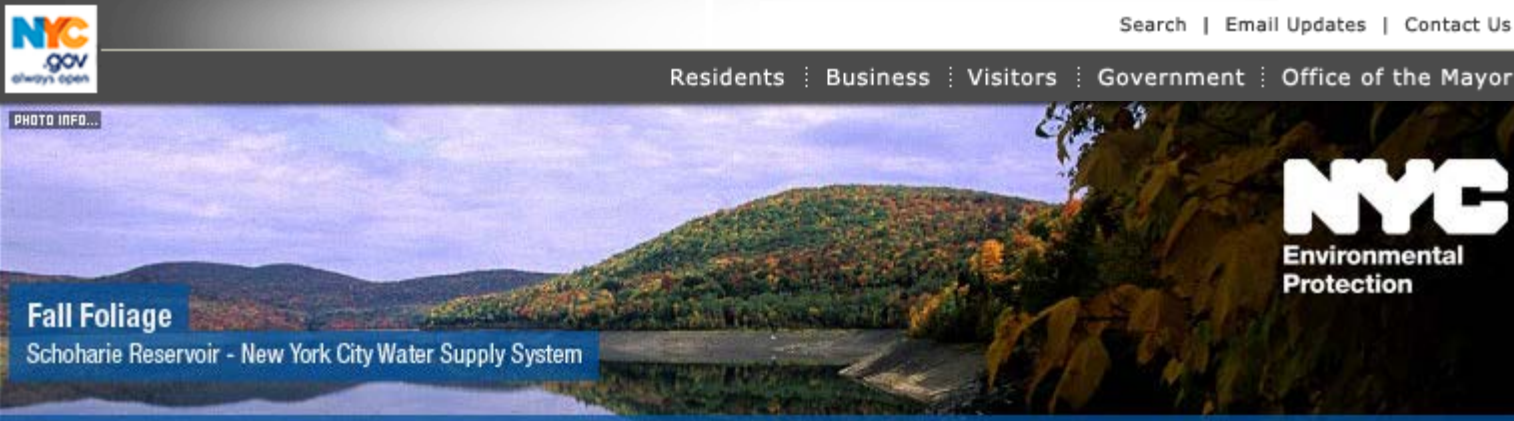 NYC
.gov
always open
Search | Email Updates | Contact Us
Residents Business Visitors Government Office of the Mayor
PHOTO INFO...
NYC
Environmental
Protection
Fall Foliage
Schoharie Reservoir - New York City Water Supply System